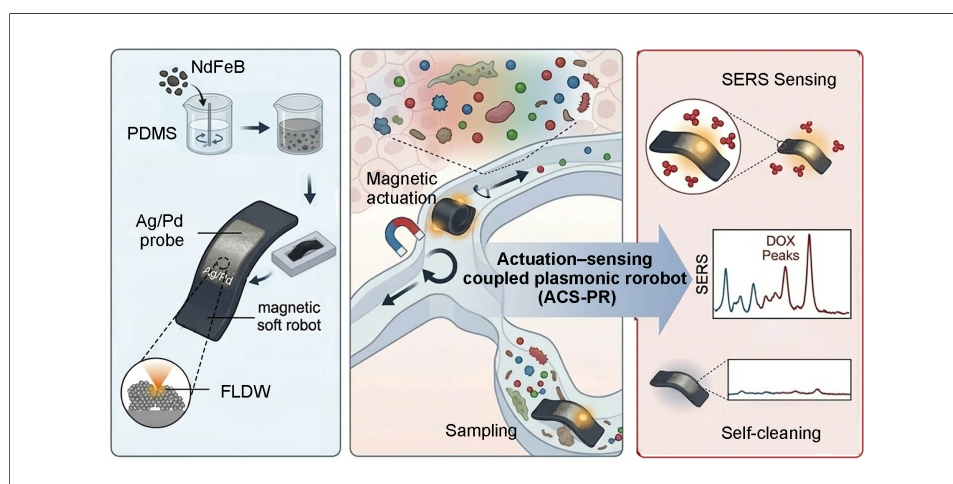 NdFeB
PDMS
Ag/Pd
probe
Ag/Pd
magnetic
soft robot
FLDW
Magnetic
actuation
Actuation–sensing
coupled plasmonic rorobot
(ACS-PR)
Sampling
SERS Sensing
SERS
DOX
Peaks
Self-cleaning